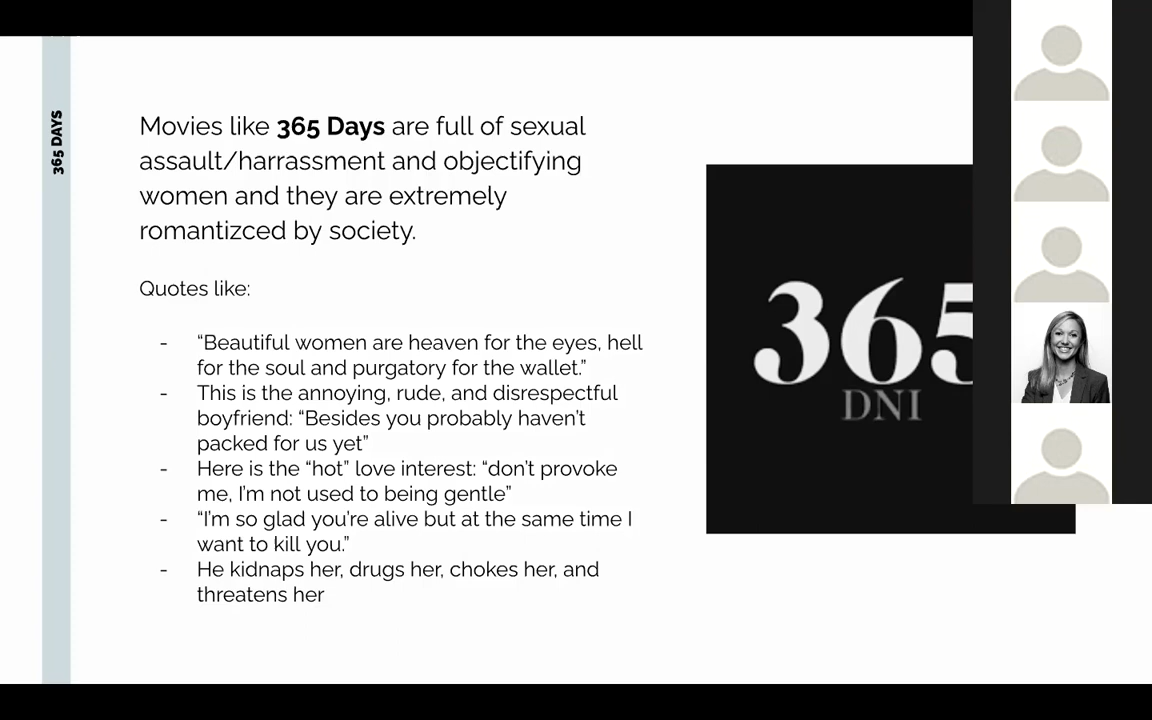 365 DAYS
Movies like 365 Days are full of sexual
assault/harrassment and objectifying
women and they are extremely
romantizced by society.
Quotes like:
- “Beautiful women are heaven for the eyes, hell
for the soul and purgatory for the wallet.”
- This is the annoying, rude, and disrespectful
boyfriend: “Besides you probably haven’t
packed for us yet”
- Here is the “hot” love interest: “don’t provoke
me, I’m not used to being gentle”
- “I’m so glad you’re alive but at the same time I
want to kill you.”
- He kidnaps her, drugs her, chokes her, and
threatens her
365
DNI